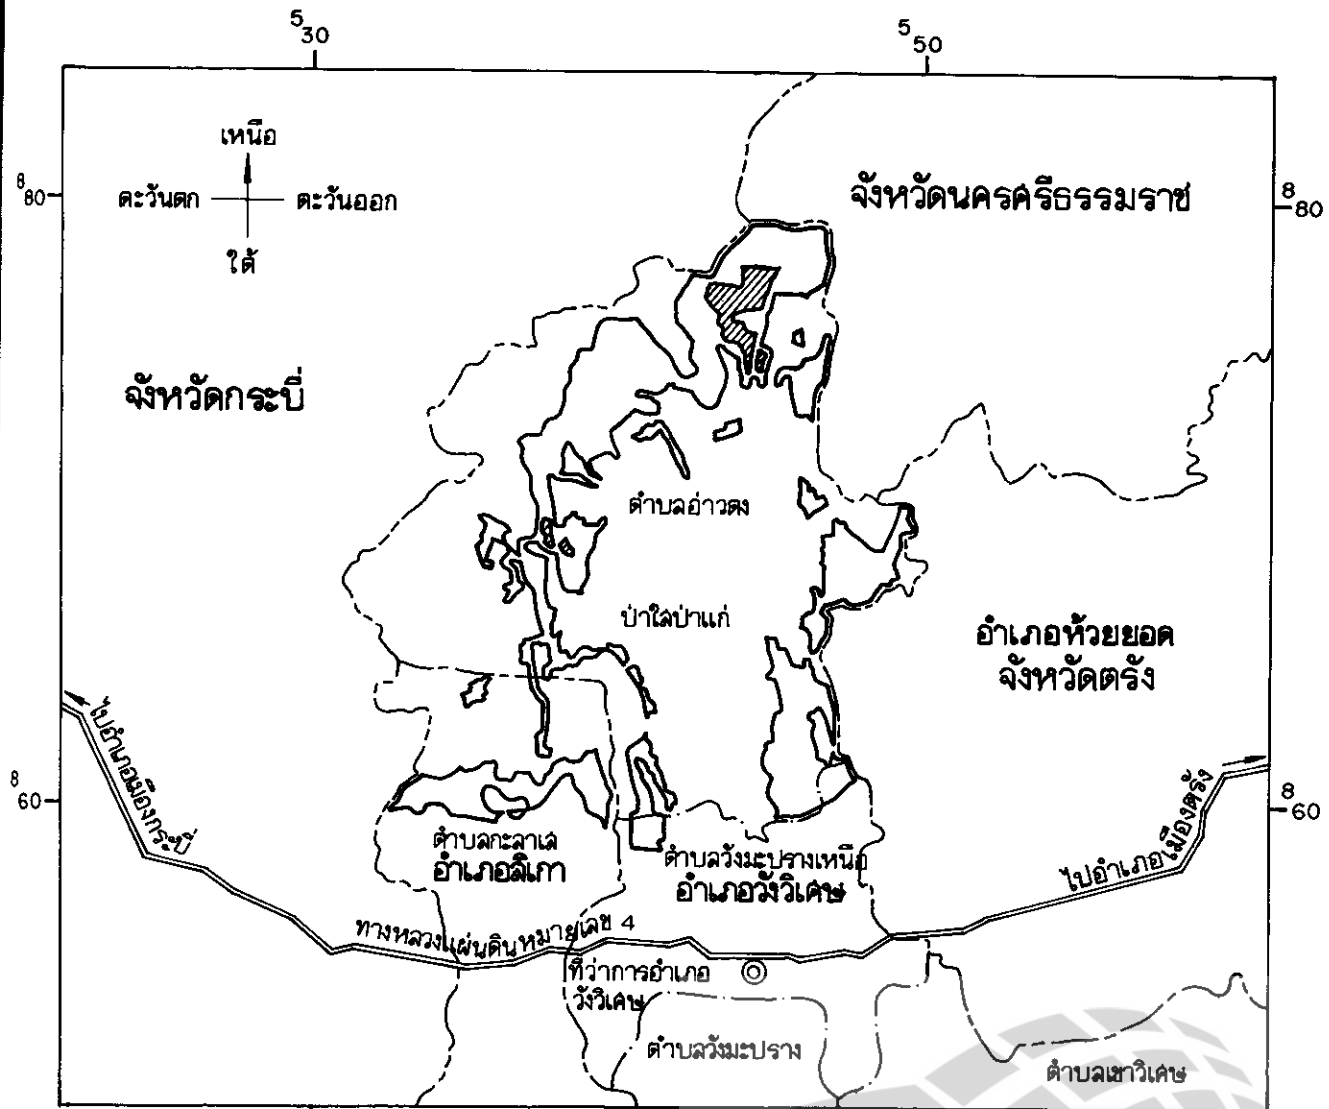 5 30
5 50
เหนือ
ตะวันตก
ตะวันออก
ใต้
8 80
8 80
จังหวัดนครศรีธรรมราช
จังหวัดกระบี่
ตำบลอ่าวตง
ป่าใสป่าแก่
อำเภอห้วยยอด
จังหวัดตรัง
ไปอำเภอเมืองกระบี่
ไปอำเภอเมืองตรัง
8 60
8 60
ตำบลกะลาเส
อำเภอสิเกา
ตำบลวังมะปรางเหนือ
อำเภอวังวิเศษ
ทางหลวงแผ่นดินหมายเลข 4
ที่ว่าการอำเภอ
วังวิเศษ
ตำบลวังมะปราง
ตำบลเขาวิเศษ